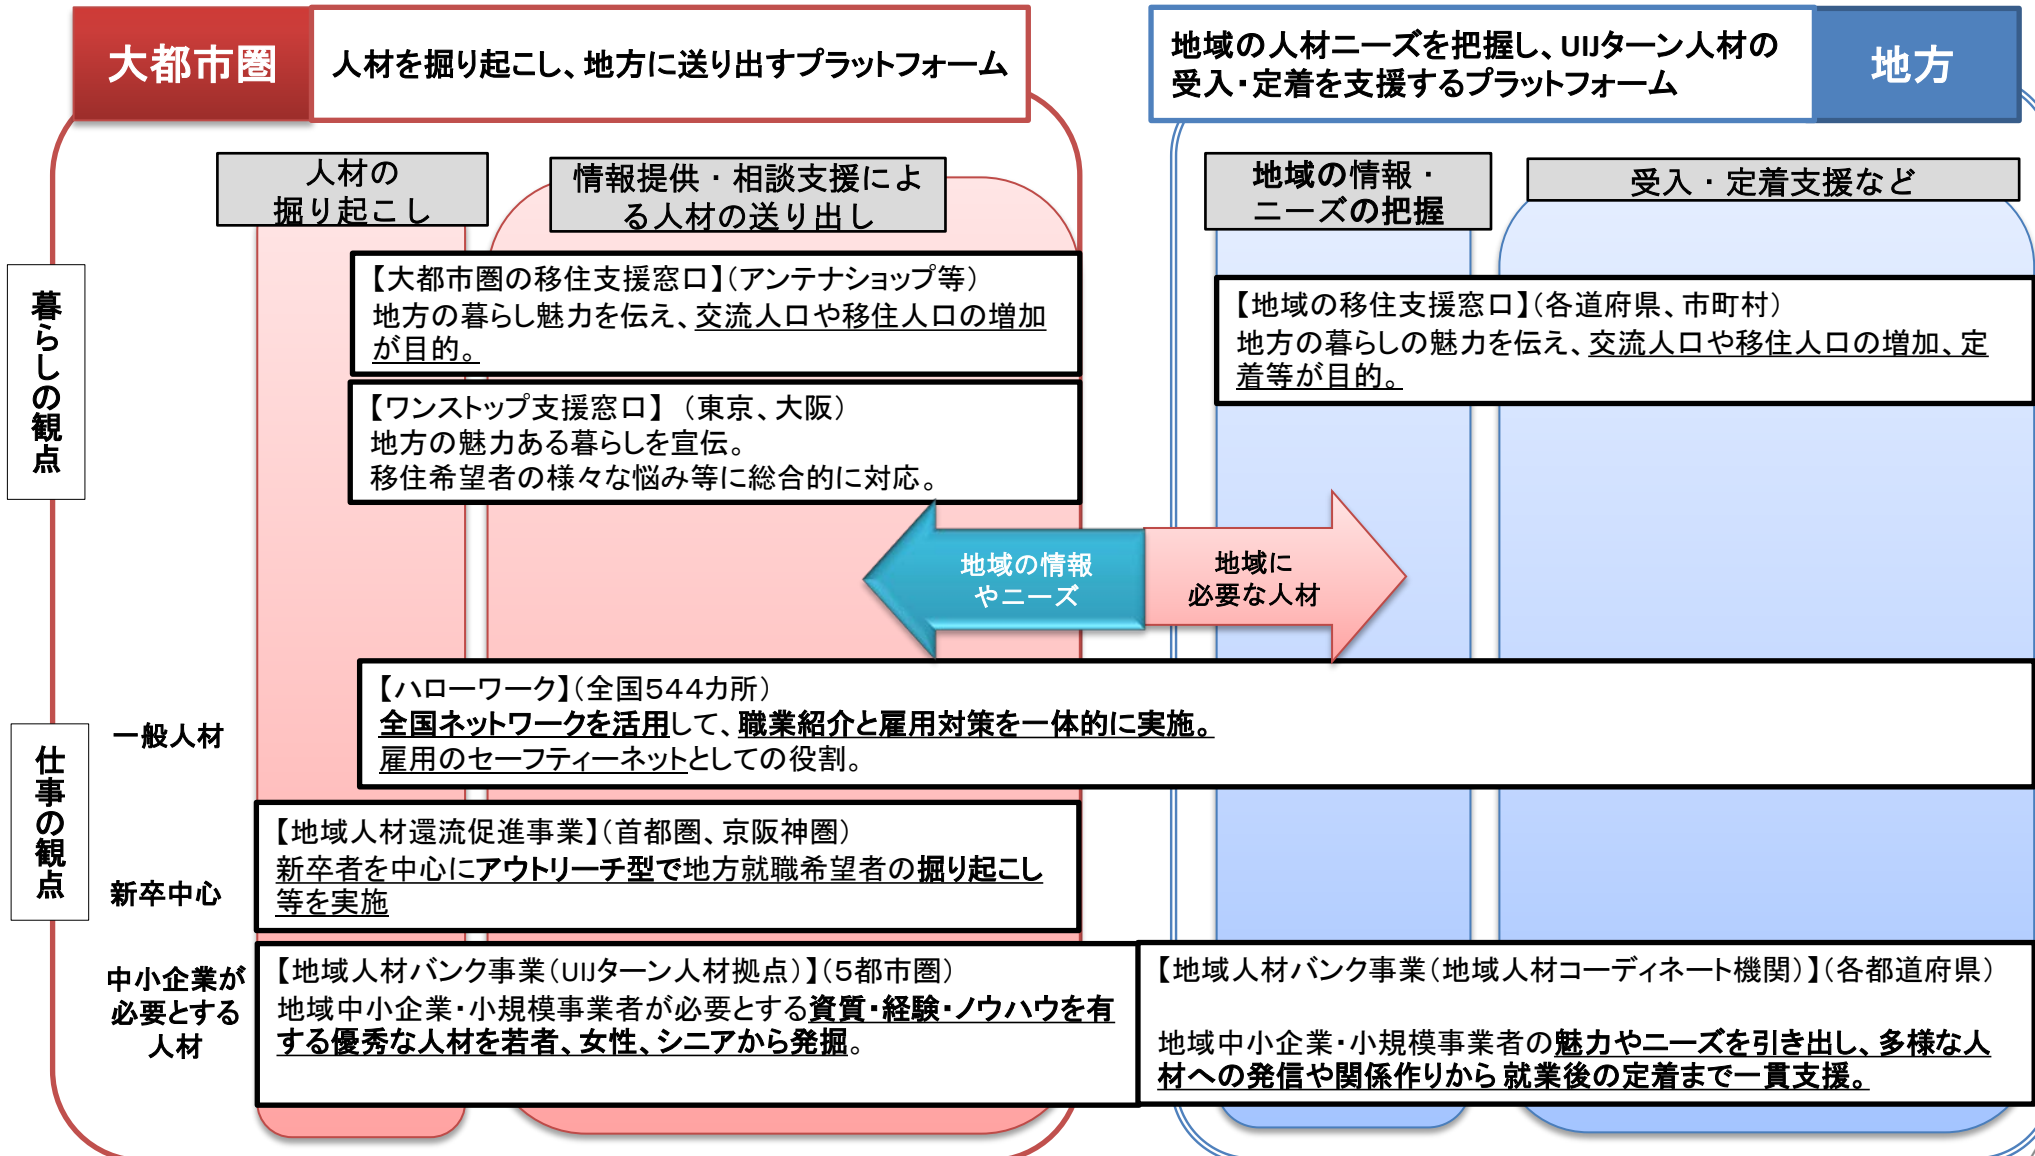 大都市圏
人材を掘り起こし、地方に送り出すプラットフォーム
地域の人材ニーズを把握し、UIJターン人材の
受入・定着を支援するプラットフォーム
地方
人材の
掘り起こし
情報提供・相談支援によ
る人材の送り出し
地域の情報・
ニーズの把握
受入・定着支援など
暮らしの観点
【大都市圏の移住支援窓口】(アンテナショップ等)
地方の暮らし魅力を伝え、交流人口や移住人口の増加
が目的。
【地域の移住支援窓口】(各道府県、市町村)
地方の暮らしの魅力を伝え、交流人口や移住人口の増加、定
着等が目的。
【ワンストップ支援窓口】 (東京、大阪)
地方の魅力ある暮らしを宣伝。
移住希望者の様々な悩み等に総合的に対応。
地域の情報
やニーズ
地域に
必要な人材
仕事の観点
一般人材
【ハローワーク】(全国544カ所)
全国ネットワークを活用して、職業紹介と雇用対策を一体的に実施。
雇用のセーフティーネットとしての役割。
新卒中心
【地域人材還流促進事業】(首都圏、京阪神圏)
新卒者を中心にアウトリーチ型で地方就職希望者の掘り起こし
等を実施
中小企業が
必要とする
人材
【地域人材バンク事業(UIJターン人材拠点)】(5都市圏)
地域中小企業・小規模事業者が必要とする資質・経験・ノウハウを有
する優秀な人材を若者、女性、シニアから発掘。
【地域人材バンク事業(地域人材コーディネート機関)】(各都道府県)
地域中小企業・小規模事業者の魅力やニーズを引き出し、多様な人
材への発信や関係作りから 就業後の定着まで一貫支援。